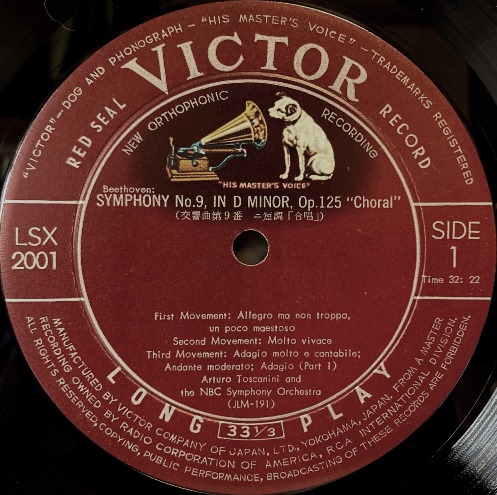 "VICTOR"—DOG AND PHONOGRAPH - "HIS MASTER'S VOICE" - TRADEMARKS REGISTERED
RED SEAL VICTOR RECORD
NEW ORTHOPHONIC RECORDING
"HIS MASTER'S VOICE"
Beethoven:
SYMPHONY No.9, IN D MINOR, Op.125 "Choral"
(交響曲第9番 ニ短調『合唱』)
LSX
2001
SIDE
1
Time 32: 22
First Movement: Allegro ma non troppo,
un poco maestoso
Second Movement: Molto vivace
Third Movement: Adagio molto e cantabile;
Andante moderato; Adagio (Part 1)
Arturo Toscanini and
the NBC Symphony Orchestra
(JLM-191)
LONG 33 1/3 PLAY
MANUFACTURED BY VICTOR COMPANY OF JAPAN, LTD., YOKOHAMA, JAPAN, FROM A MASTER
RECORDING OWNED BY RADIO CORPORATION OF AMERICA, RCA INTERNATIONAL DIVISION.
ALL RIGHTS RESERVED, COPYING, PUBLIC PERFORMANCE, BROADCASTING OF THESE RECORDS ARE FORBIDDEN.